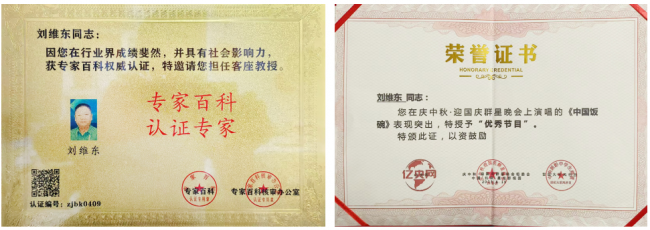 刘维东同志：
因您在行业界成绩斐然，并具有社会影响力，
获专家百科权威认证，特邀请您担任客座教授。
专家百科
认证专家
刘维东
专家百科
专家百科核审办公室
认证编号：zjbk0409
荣誉证书
HONORARY CREDENTIAL
刘维东 同志：
您在庆中秋·迎国庆群星晚会上演唱的《中国饭
碗》表现突出，特授予“优秀节目”。
特颁此证，以资鼓励
亿央网